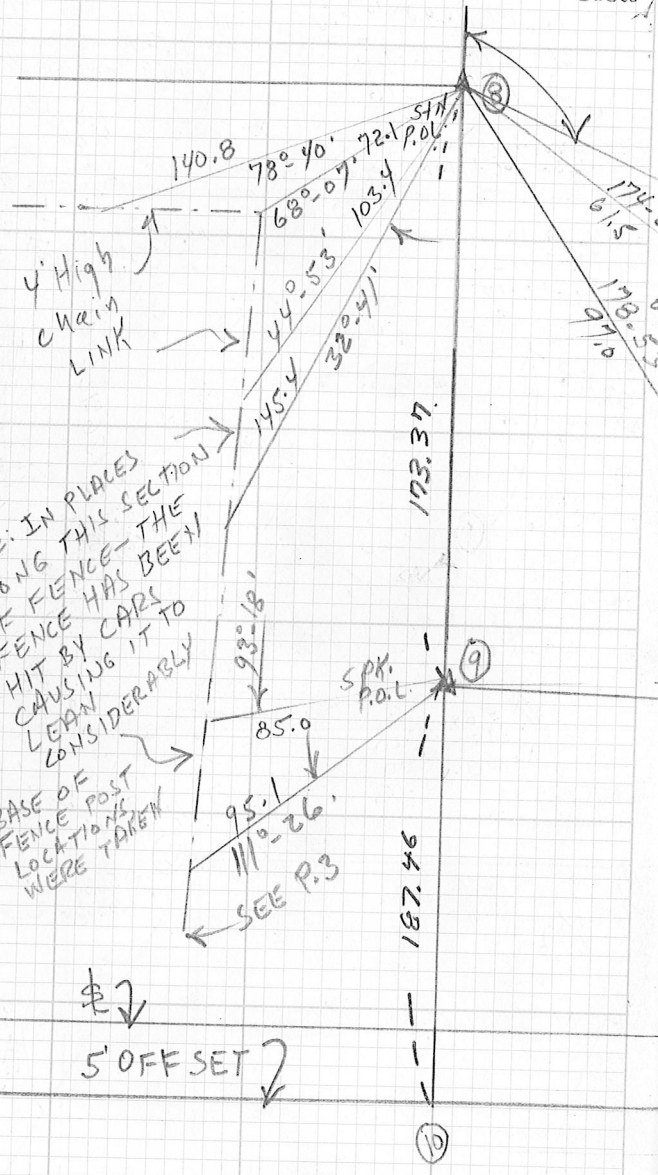 8
STN
P.OL
140.8
78°-40'
68°-07'
72.1
103.4
44°-53'
145.4
32°-41'
174-
61.5
178.5
97.0
4' High
chain
LINK
173.37
: IN PLACES
ONG THIS SECTION
F FENCE - THE
FENCE HAS BEEN
HIT BY CARS
CAUSING IT TO
LEAN
CONSIDERABLY
BASE OF
FENCE POST
LOCATIONS
WERE TAKEN
93°-18'
9
SPK.
P.O.L.
85.0
95.1
111°-26'
SEE P.3
187.46
5' OFFSET
10